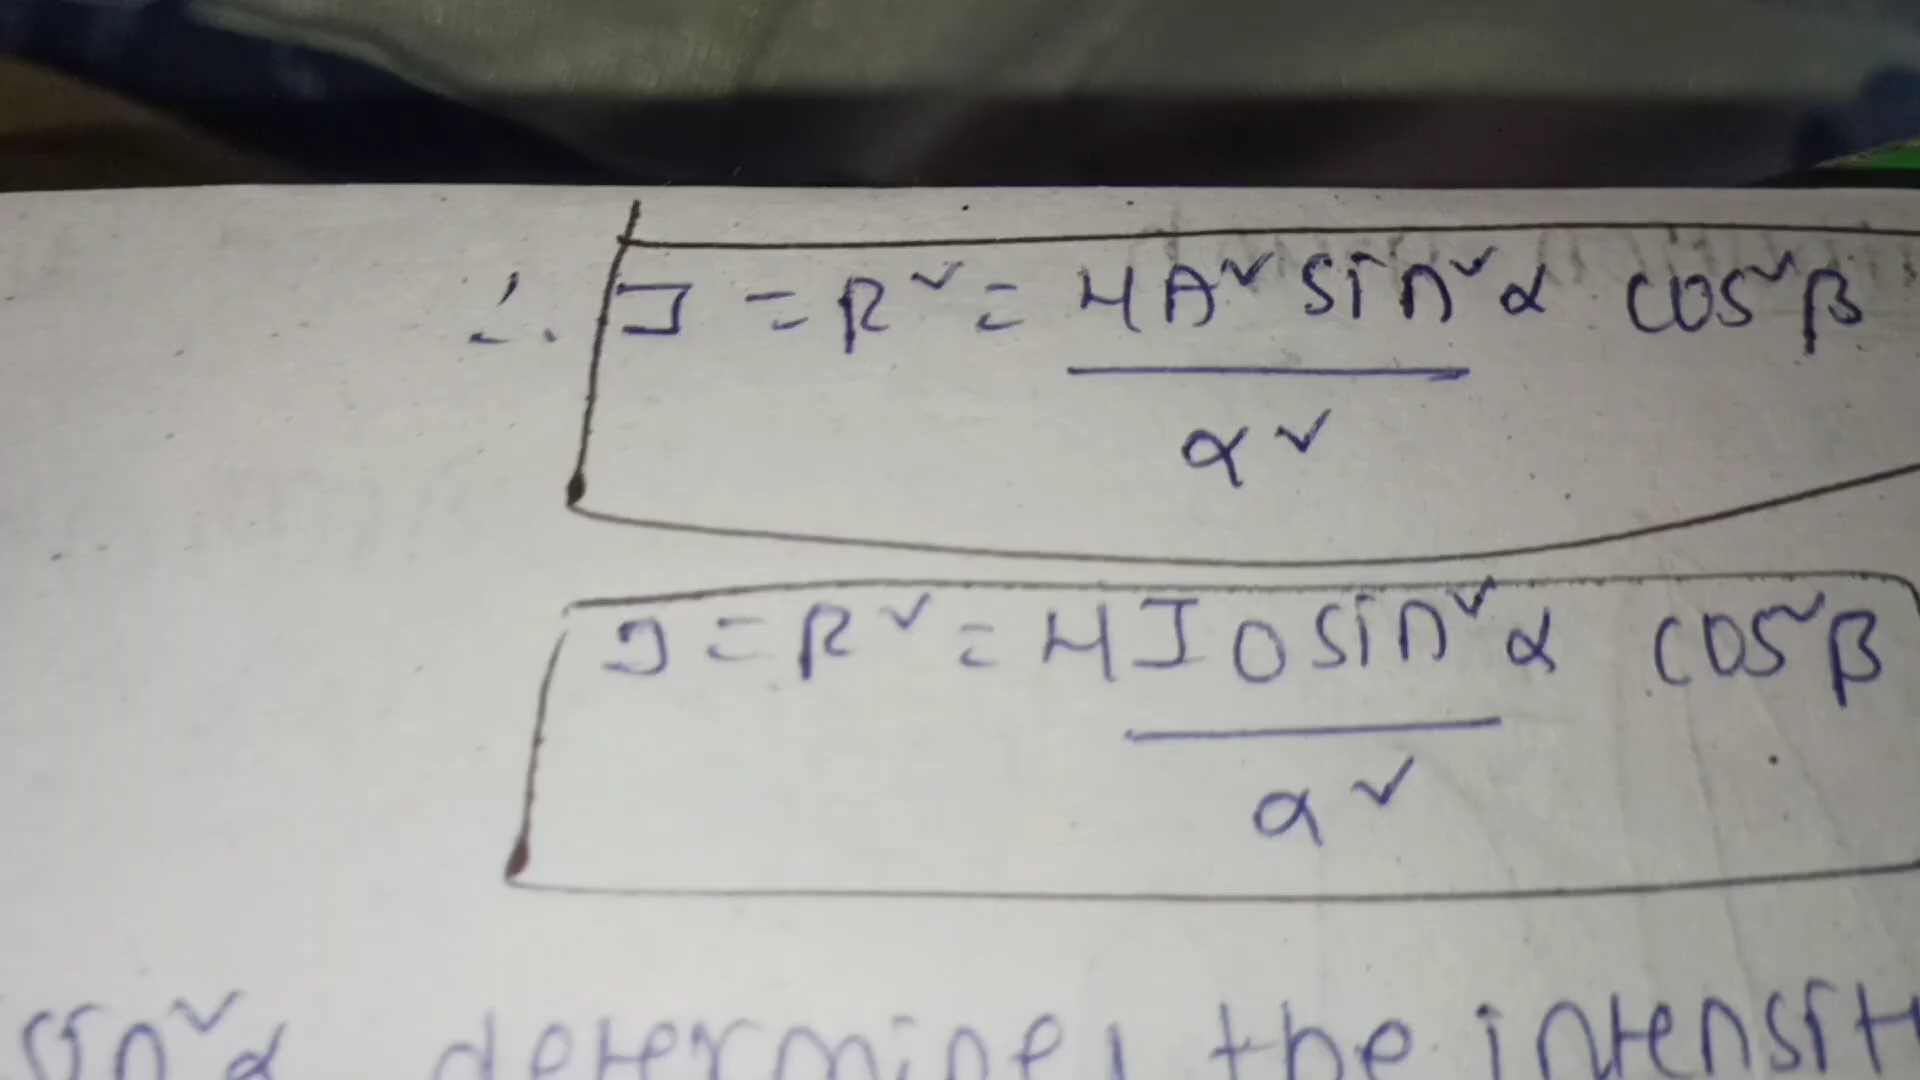 ∴ I = R² = 4A² sin²α cos²β
α²
I = R² = 4I0 sin²α cos²β
α²
sin²α determines the intensit